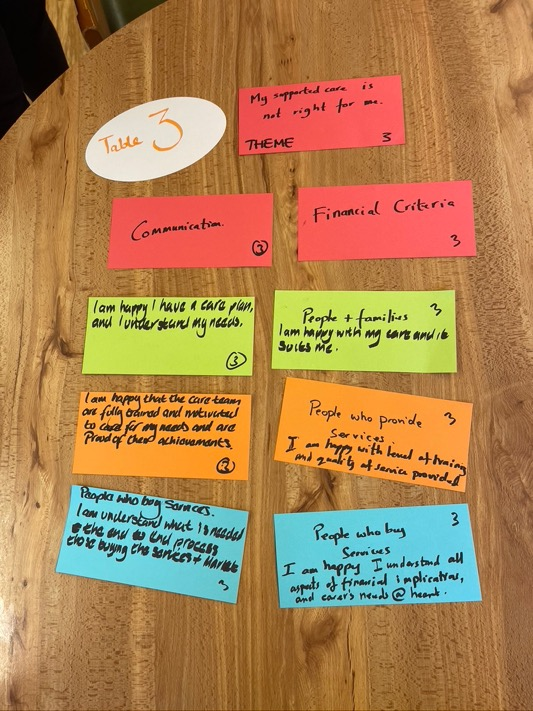 Table 3
My supported care is
not right for me.
THEME 3
Communication.
3
Financial Criteria
3
I am happy I have a care plan,
and I understand my needs.
3
People + families 3
I am happy with my care and it
suits me.
I am happy that the care team
are fully trained and motivated
to care for my needs and are
Proud of their achievements.
3
People who provide 3
Services.
I am happy with level of training
and quality of service provided
People who buy Services.
I am understand what is needed
the end to end process
those buying the services + market
3
People who buy 3
Services
I am happy I understand all
aspects of financial implications,
and carer's needs @ heart.